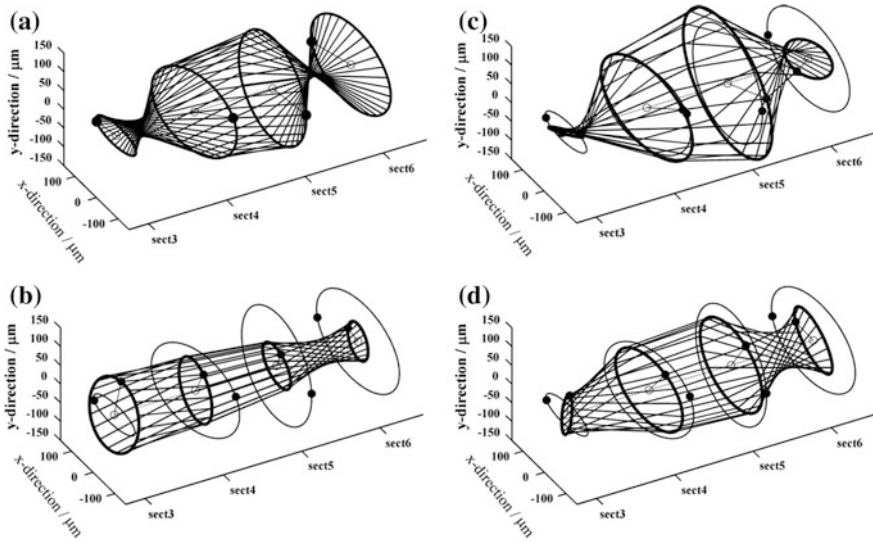 (a)
150
100
50
0
-50
-100
-150
y-direction / µm
100
0
-100
x-direction / µm
sect3
sect4
sect5
sect6
(c)
150
100
50
0
-50
-100
-150
y-direction / µm
100
0
-100
x-direction / µm
sect3
sect4
sect5
sect6
(b)
150
100
50
0
-50
-100
-150
y-direction / µm
100
0
-100
x-direction / µm
sect3
sect4
sect5
sect6
(d)
150
100
50
0
-50
-100
-150
y-direction / µm
100
0
-100
x-direction / µm
sect3
sect4
sect5
sect6